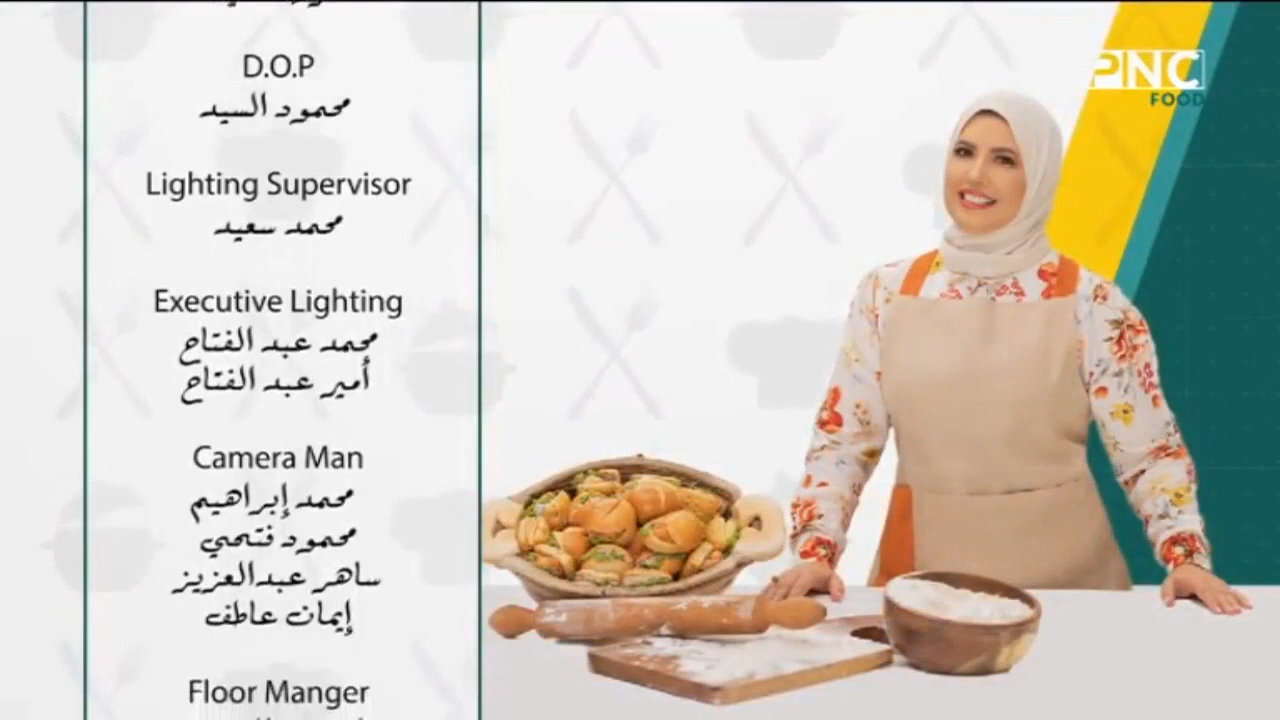 D.O.P
محمود السيد
Lighting Supervisor
محمد سعيد
Executive Lighting
محمد عبد الفتاح
أمير عبد الفتاح
Camera Man
محمد إبراهيم
محمود فتحي
ساهر عبدالعزيز
إيمان عاطف
Floor Manger
PNC
FOOD